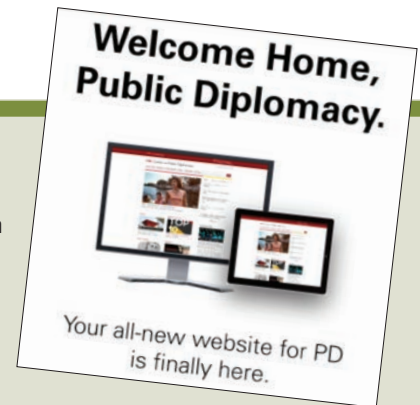 Welcome Home,
Public Diplomacy.
Your all-new website for PD
is finally here.